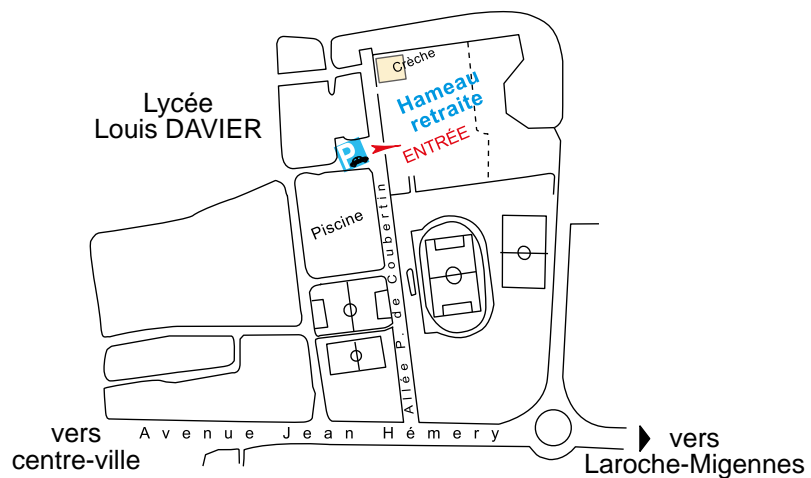 Crèche
Hameau
retraite
Lycée
Louis DAVIER
P
ENTRÉE
Piscine
Allée P. de Coubertin
Avenue Jean Hémery
vers
centre-ville
vers
Laroche-Migennes